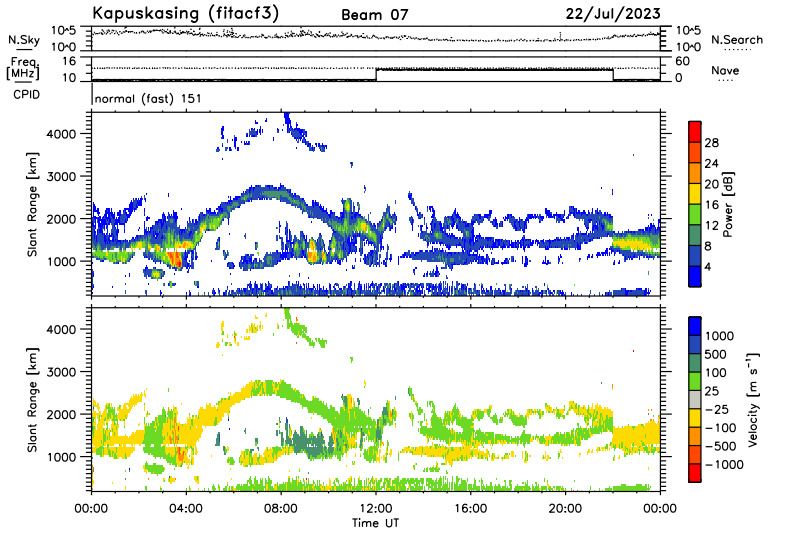 Kapuskasing (fitacf3) Beam 07 22/Jul/2023
N.Sky 10^5 10^0 10^5 10^0 N.Search
Freq. [MHz] 16 10 60 0 Nave
CPID normal (fast) 151
Slant Range [km] 4000 3000 2000 1000
Power [dB] 28 24 20 16 12 8 4
Slant Range [km] 4000 3000 2000 1000
Velocity [m s⁻¹] 1000 500 100 25 −25 −100 −500 −1000
00:00 04:00 08:00 12:00 16:00 20:00 00:00
Time UT